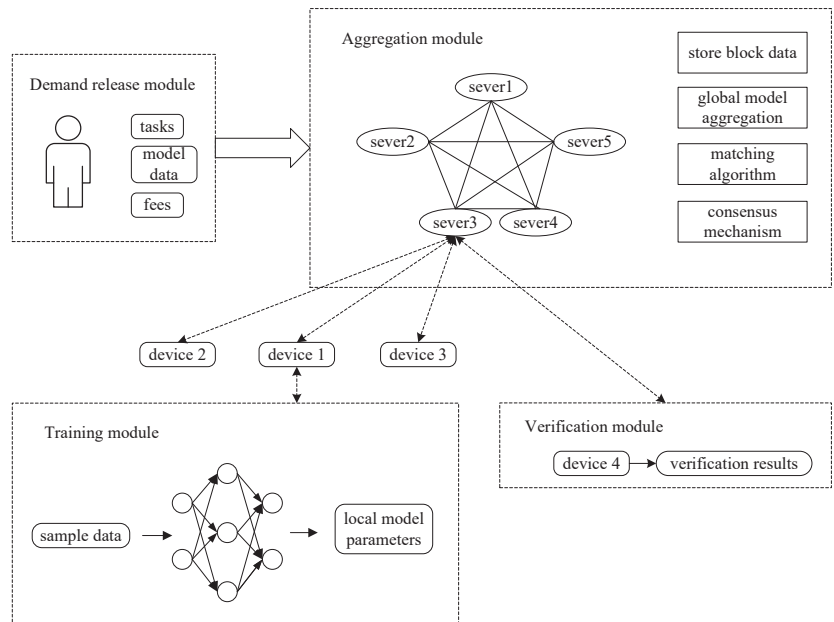 Demand release module
tasks
model
data
fees
Aggregation module
sever1
sever2
sever5
sever3
sever4
store block data
global model
aggregation
matching
algorithm
consensus
mechanism
device 2
device 1
device 3
Training module
sample data
local model
parameters
Verification module
device 4
verification results